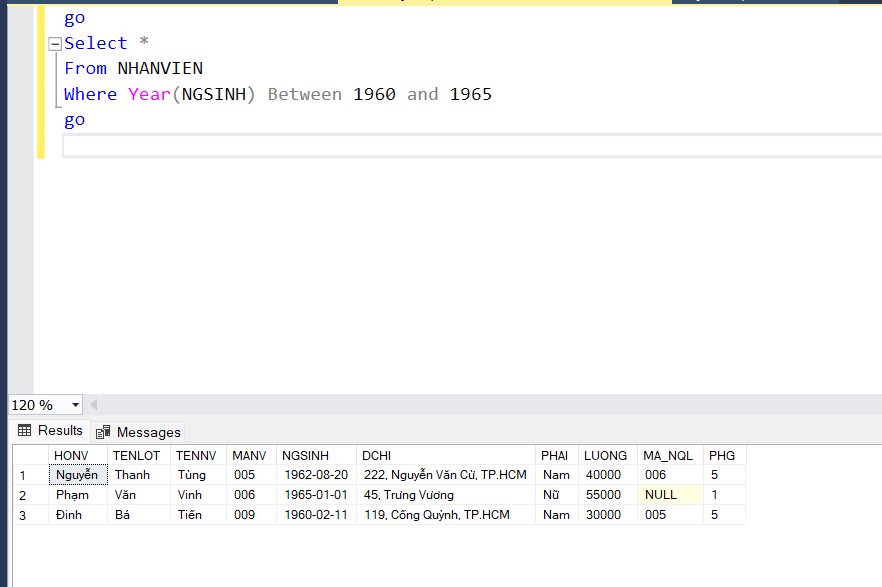 go
Select *
From NHANVIEN
Where Year(NGSINH) Between 1960 and 1965
go
120 %
Results Messages
HONV TENLOT TENNV MANV NGSINH DCHI PHAI LUONG MA_NQL PHG
1 Nguyễn Thanh Tùng 005 1962-08-20 222, Nguyễn Văn Cừ, TP.HCM Nam 40000 006 5
2 Phạm Văn Vinh 006 1965-01-01 45, Trưng Vương Nữ 55000 NULL 1
3 Đinh Bá Tiến 009 1960-02-11 119, Cống Quỳnh, TP.HCM Nam 30000 005 5